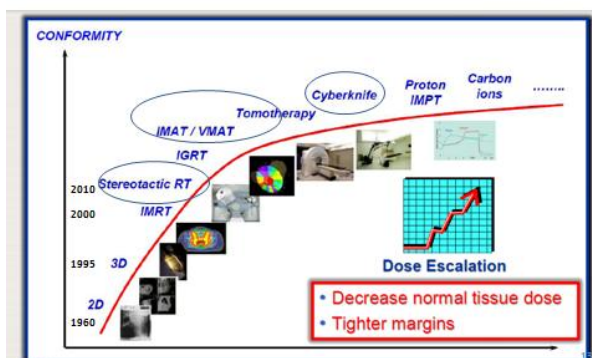 CONFORMITY
Cyberknife
Proton
IMPT
Carbon
ions
........
Tomotherapy
IMAT / VMAT
IGRT
Stereotactic RT
IMRT
3D
2D
2010
2000
1995
1960
Dose Escalation
• Decrease normal tissue dose
• Tighter margins